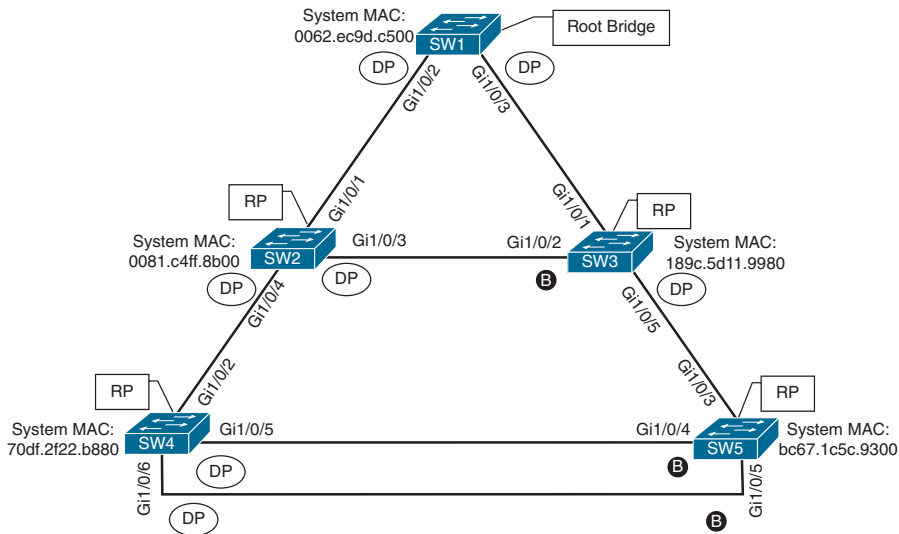 System MAC:
0062.ec9d.c500
Root Bridge
SW1
DP
DP
Gi1/0/2
Gi1/0/3
RP
Gi1/0/1
Gi1/0/1
RP
System MAC:
0081.c4ff.8b00
SW2
Gi1/0/3
Gi1/0/2
SW3
System MAC:
189c.5d11.9980
DP
Gi1/0/4
DP
B
DP
Gi1/0/5
RP
Gi1/0/2
Gi1/0/3
RP
System MAC:
70df.2f22.b880
SW4
Gi1/0/5
Gi1/0/4
SW5
System MAC:
bc67.1c5c.9300
Gi1/0/6
DP
B
Gi1/0/5
DP
B